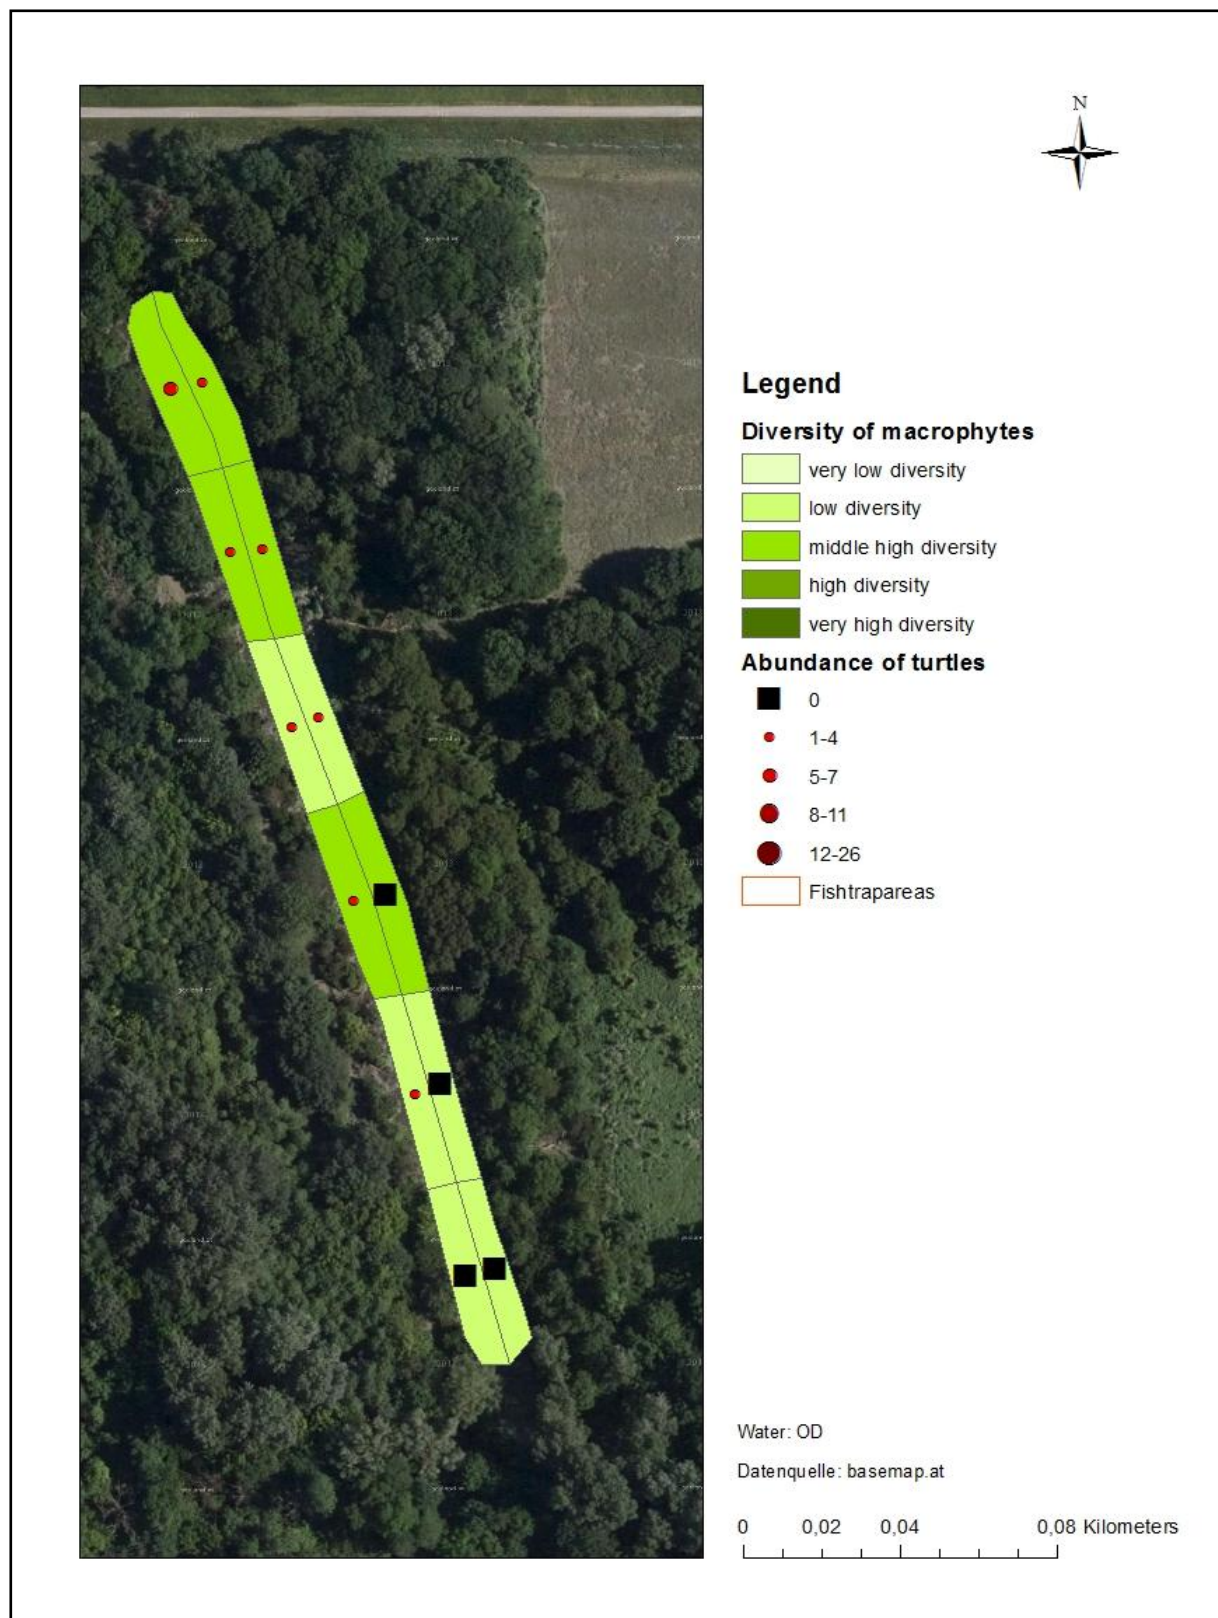 N
Legend
Diversity of macrophytes
very low diversity
low diversity
middle high diversity
high diversity
very high diversity
Abundance of turtles
0
1-4
5-7
8-11
12-26
Fishtrapareas
Water: OD
Datenquelle: basemap.at
0 0,02 0,04 0,08 Kilometers